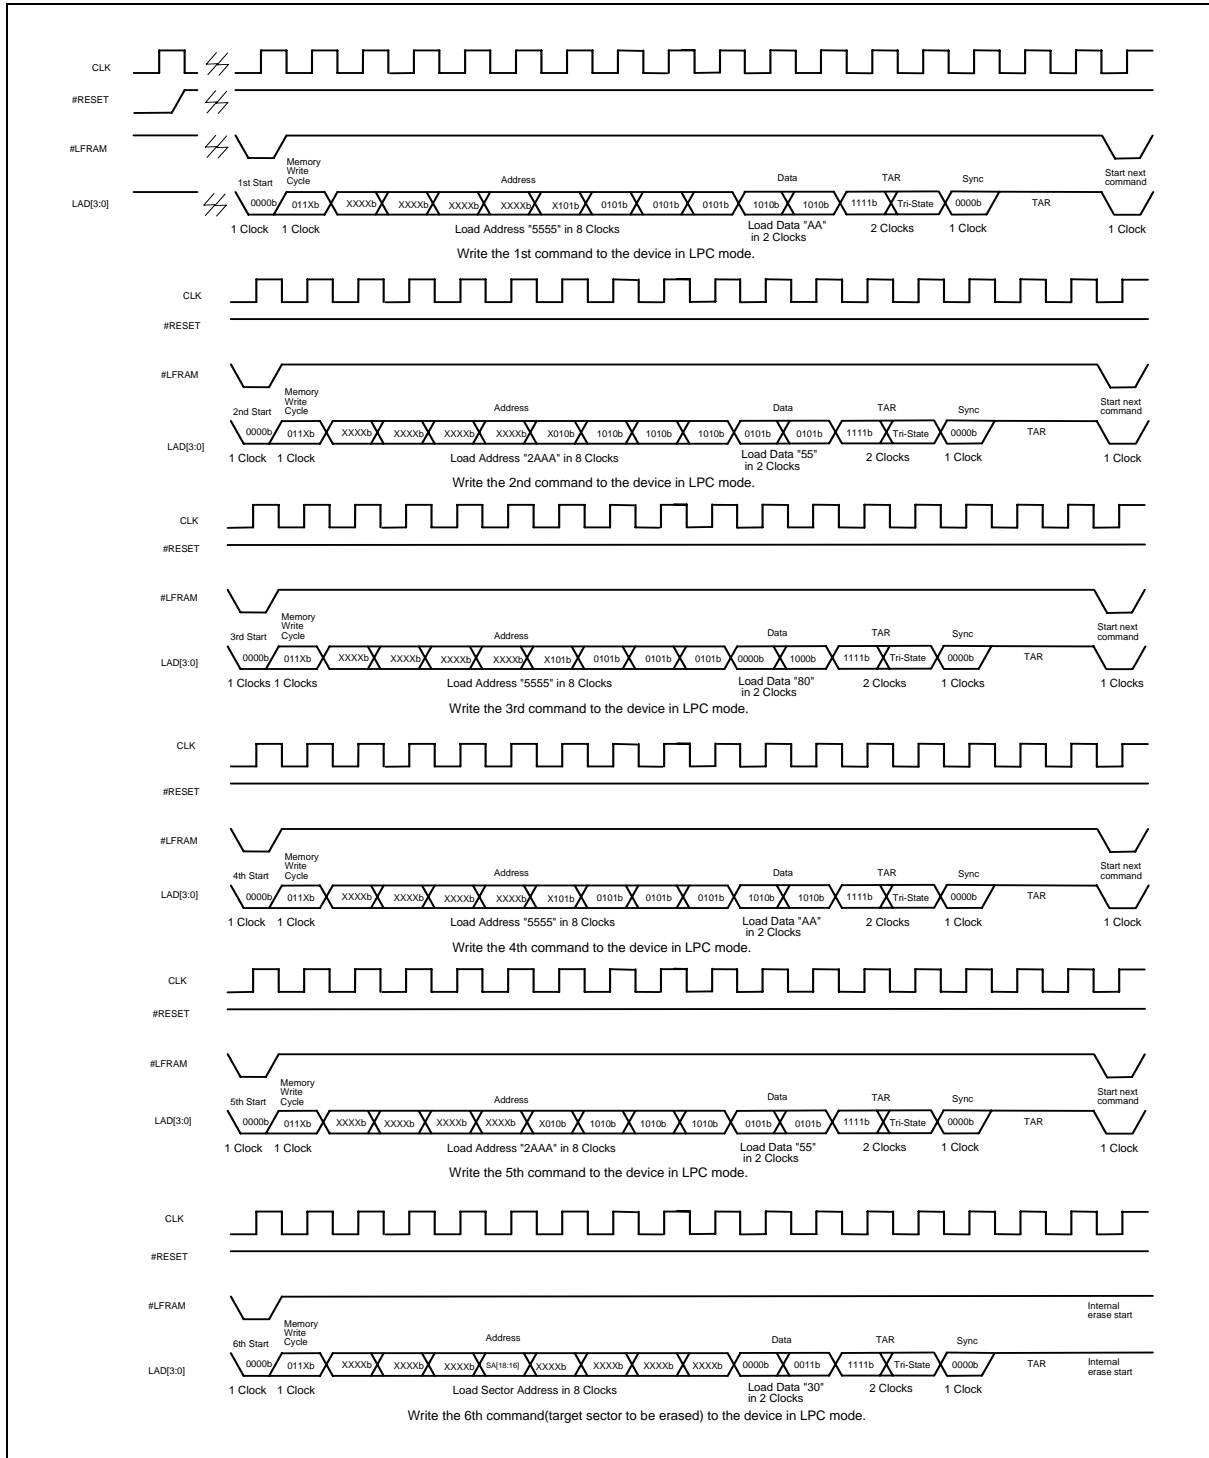 CLK
#RESET
#LFRAM
Memory
Write
Cycle
1st Start
Address
Data
TAR
Sync
Start next
command
LAD[3:0]
0000b 011Xb XXXXb XXXXb XXXXb XXXXb X101b 0101b 0101b 0101b 1010b 1010b 1111b Tri-State 0000b TAR
1 Clock 1 Clock Load Address "5555" in 8 Clocks Load Data "AA"
in 2 Clocks 2 Clocks 1 Clock 1 Clock
Write the 1st command to the device in LPC mode.
CLK
#RESET
#LFRAM
Memory
Write
Cycle
2nd Start
Address
Data
TAR
Sync
Start next
command
LAD[3:0]
0000b 011Xb XXXXb XXXXb XXXXb XXXXb X010b 1010b 1010b 1010b 0101b 0101b 1111b Tri-State 0000b TAR
1 Clock 1 Clock Load Address "2AAA" in 8 Clocks Load Data "55"
in 2 Clocks 2 Clocks 1 Clock 1 Clock
Write the 2nd command to the device in LPC mode.
CLK
#RESET
#LFRAM
Memory
Write
Cycle
3rd Start
Address
Data
TAR
Sync
Start next
command
LAD[3:0]
0000b 011Xb XXXXb XXXXb XXXXb XXXXb X101b 0101b 0101b 0101b 0000b 1000b 1111b Tri-State 0000b TAR
1 Clocks 1 Clocks Load Address "5555" in 8 Clocks Load Data "80"
in 2 Clocks 2 Clocks 1 Clocks 1 Clocks
Write the 3rd command to the device in LPC mode.
CLK
#RESET
#LFRAM
Memory
Write
Cycle
4th Start
Address
Data
TAR
Sync
Start next
command
LAD[3:0]
0000b 011Xb XXXXb XXXXb XXXXb XXXXb X101b 0101b 0101b 0101b 1010b 1010b 1111b Tri-State 0000b TAR
1 Clock 1 Clock Load Address "5555" in 8 Clocks Load Data "AA"
in 2 Clocks 2 Clocks 1 Clock 1 Clock
Write the 4th command to the device in LPC mode.
CLK
#RESET
#LFRAM
Memory
Write
Cycle
5th Start
Address
Data
TAR
Sync
Start next
command
LAD[3:0]
0000b 011Xb XXXXb XXXXb XXXXb XXXXb X010b 1010b 1010b 1010b 0101b 0101b 1111b Tri-State 0000b TAR
1 Clock 1 Clock Load Address "2AAA" in 8 Clocks Load Data "55"
in 2 Clocks 2 Clocks 1 Clock 1 Clock
Write the 5th command to the device in LPC mode.
CLK
#RESET
#LFRAM
Internal
erase start
Memory
Write
Cycle
6th Start
Address
Data
TAR
Sync
LAD[3:0]
0000b 011Xb XXXXb XXXXb XXXXb SA[18:16] XXXXb XXXXb XXXXb XXXXb 0000b 0011b 1111b Tri-State 0000b TAR
Internal
erase start
1 Clock 1 Clock Load Sector Address in 8 Clocks Load Data "30"
in 2 Clocks 2 Clocks 1 Clock
Write the 6th command(target sector to be erased) to the device in LPC mode.